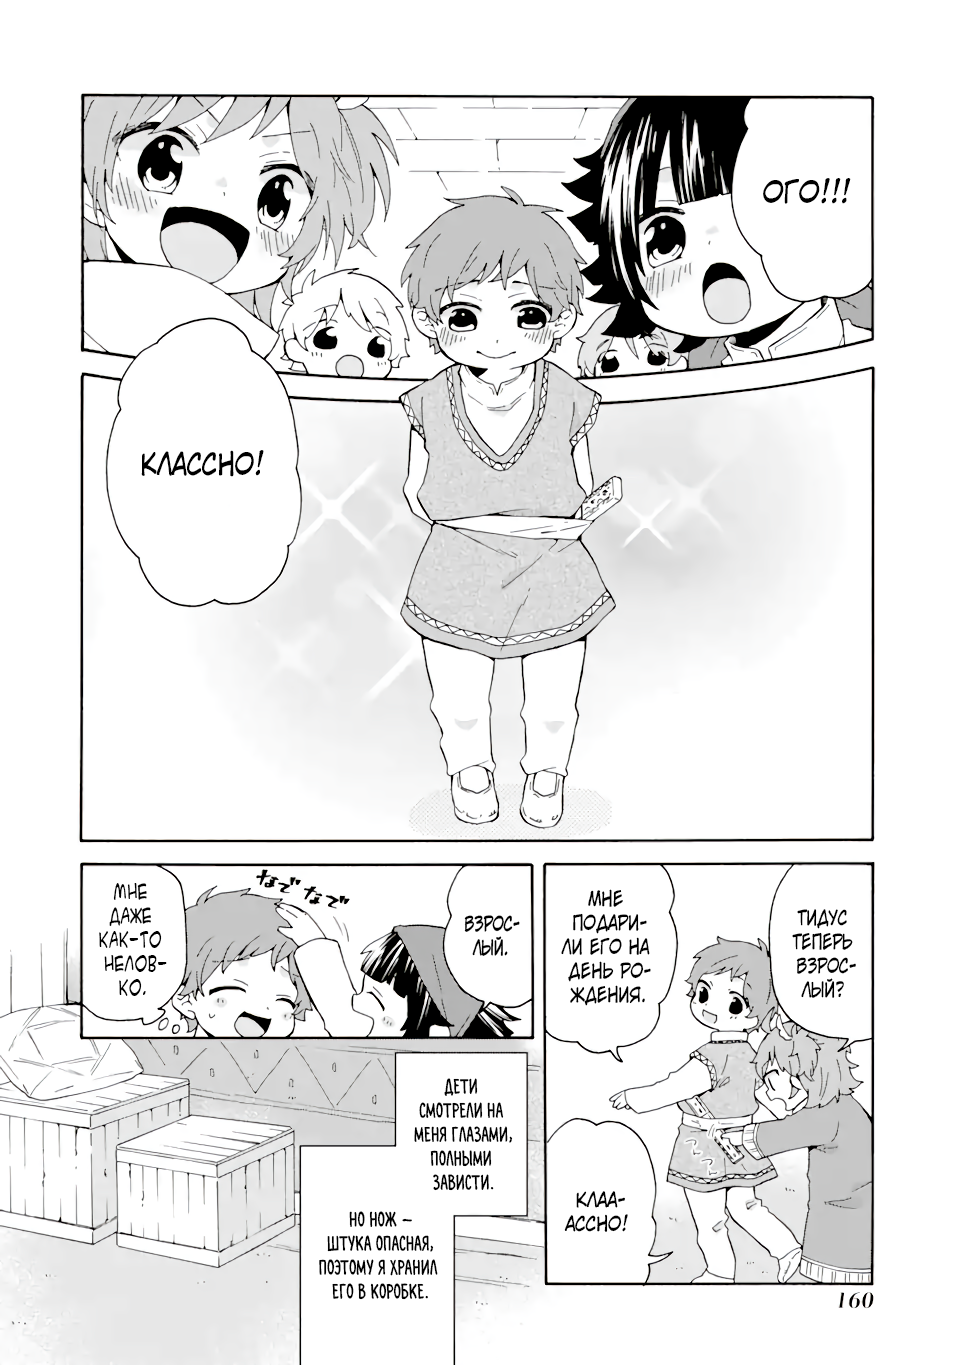 ОГО!!!
КЛАССНО!
ТИДУС
ТЕПЕРЬ
ВЗРОС-
ЛЫЙ?
МНЕ
ПОДАРИ-
ЛИ ЕГО НА
ДЕНЬ РО-
ЖДЕНИЯ.
КЛАА-
АССНО!
ВЗРОС-
ЛЫЙ.
なでなで
МНЕ
ДАЖЕ
КАК-ТО
НЕЛОВ-
КО.
ДЕТИ
СМОТРЕЛИ НА
МЕНЯ ГЛАЗАМИ,
ПОЛНЫМИ
ЗАВИСТИ.
НО НОЖ –
ШТУКА ОПАСНАЯ,
ПОЭТОМУ Я ХРАНИЛ
ЕГО В КОРОБКЕ.
160